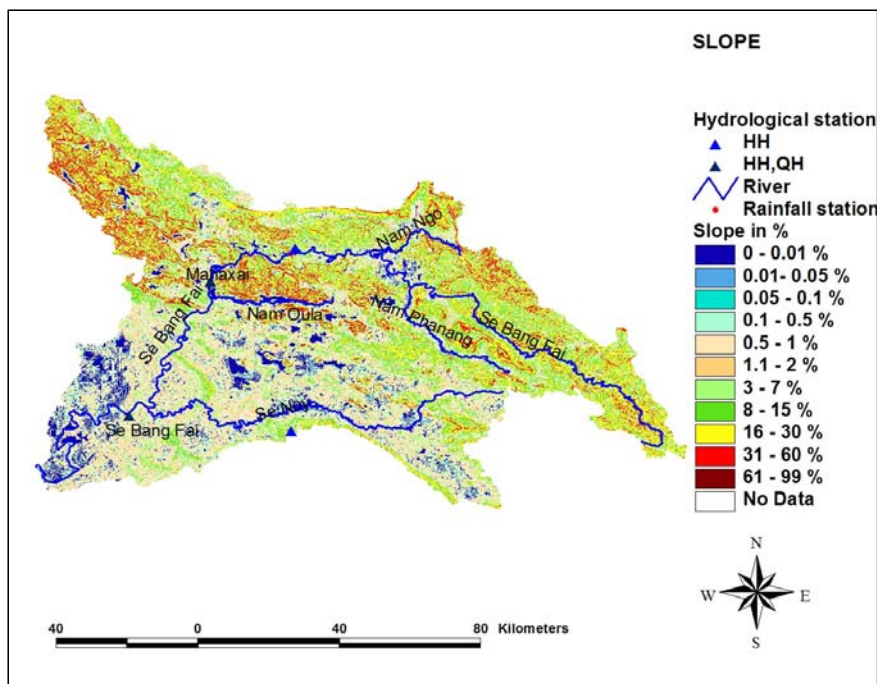 SLOPE
Hydrological station
HH
HH,QH
River
Rainfall station
Slope in %
0 - 0.01 %
0.01- 0.05 %
0.05 - 0.1 %
0.1 - 0.5 %
0.5 - 1 %
1.1 - 2 %
3 - 7 %
8 - 15 %
16 - 30 %
31 - 60 %
61 - 99 %
No Data
Nam Ngo
Mahaxai
Se Bang Fai
Nam Oula
Nam Phanang
Se Bang Fai
Se Noy
Se Bang Fai
N
W E
S
40 0 40 80 Kilometers